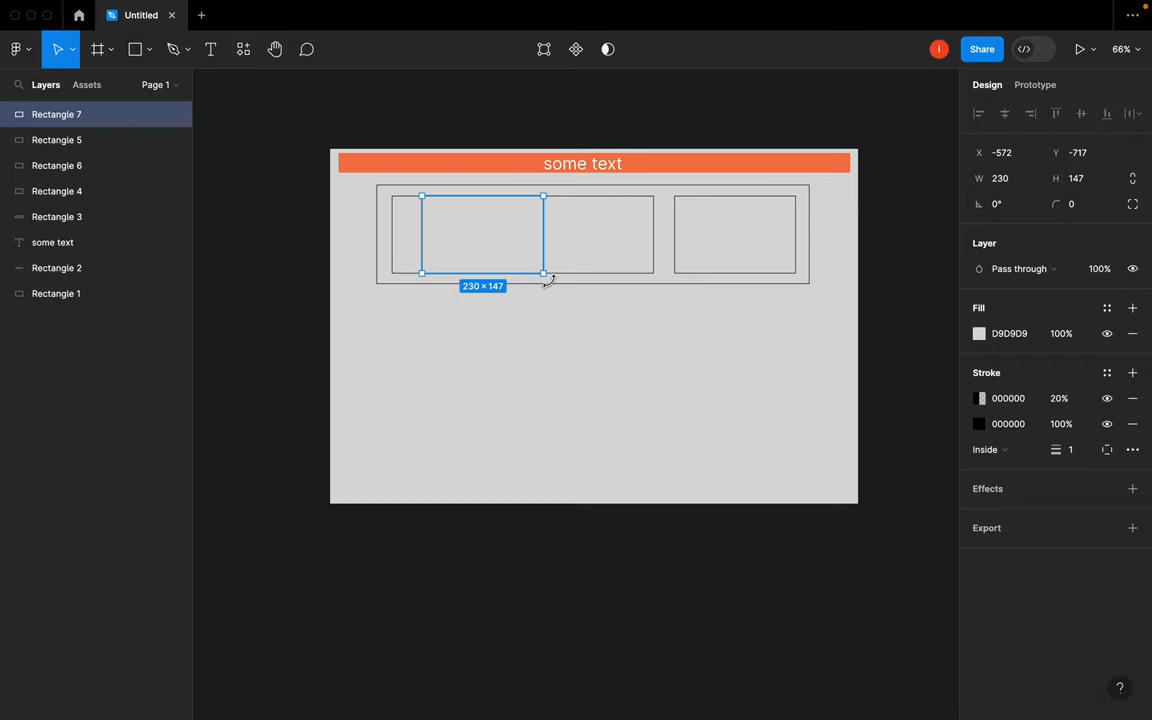 Untitled
Share
66%
Layers
Assets
Page 1
Design
Prototype
Rectangle 7
Rectangle 5
Rectangle 6
Rectangle 4
Rectangle 3
some text
Rectangle 2
Rectangle 1
some text
230 × 147
X -572 Y -717
W 230 H 147
0° 0
Layer
Pass through 100%
Fill
D9D9D9 100%
Stroke
000000 20%
000000 100%
Inside 1
Effects
Export
I
?